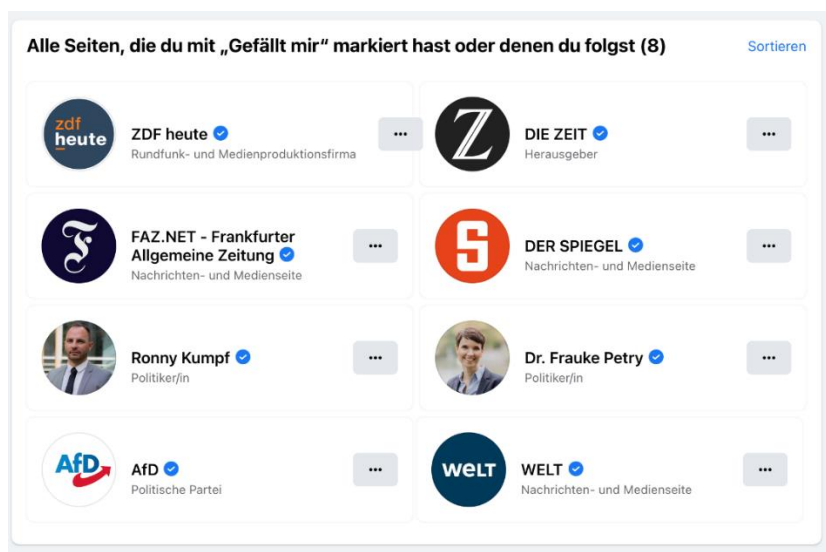 Alle Seiten, die du mit „Gefällt mir“ markiert hast oder denen du folgst (8)
Sortieren
zdf
heute
ZDF heute
Rundfunk- und Medienproduktionsfirma
Z
DIE ZEIT
Herausgeber
F
FAZ.NET - Frankfurter
Allgemeine Zeitung
Nachrichten- und Medienseite
S
DER SPIEGEL
Nachrichten- und Medienseite
Ronny Kumpf
Politiker/in
Dr. Frauke Petry
Politiker/in
AfD
AfD
Politische Partei
welt
WELT
Nachrichten- und Medienseite